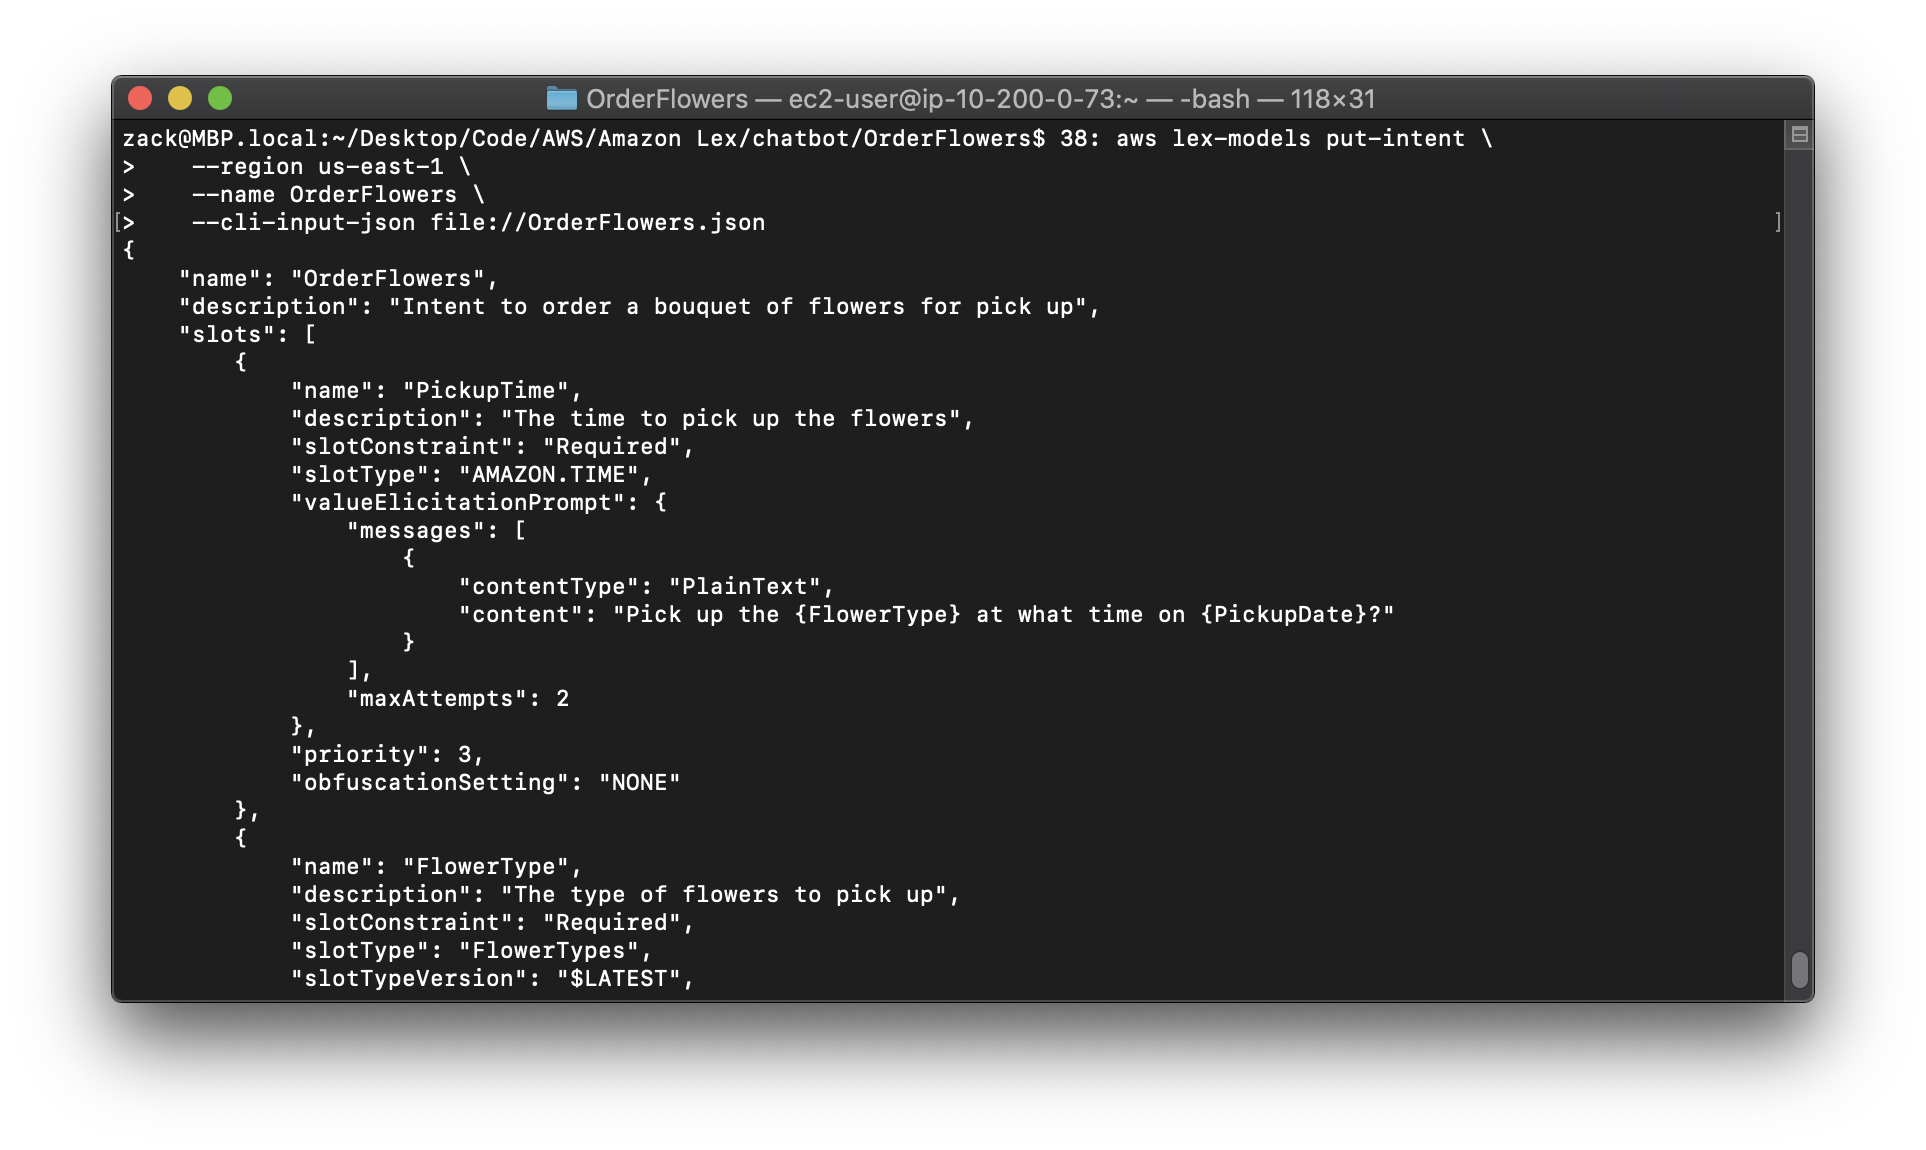 OrderFlowers — ec2-user@ip-10-200-0-73:~ — -bash — 118×31
zack@MBP.local:~/Desktop/Code/AWS/Amazon Lex/chatbot/OrderFlowers$ 38: aws lex-models put-intent \
>    --region us-east-1 \
>    --name OrderFlowers \
[>    --cli-input-json file://OrderFlowers.json ]
{
    "name": "OrderFlowers",
    "description": "Intent to order a bouquet of flowers for pick up",
    "slots": [
        {
            "name": "PickupTime",
            "description": "The time to pick up the flowers",
            "slotConstraint": "Required",
            "slotType": "AMAZON.TIME",
            "valueElicitationPrompt": {
                "messages": [
                    {
                        "contentType": "PlainText",
                        "content": "Pick up the {FlowerType} at what time on {PickupDate}?"
                    }
                ],
                "maxAttempts": 2
            },
            "priority": 3,
            "obfuscationSetting": "NONE"
        },
        {
            "name": "FlowerType",
            "description": "The type of flowers to pick up",
            "slotConstraint": "Required",
            "slotType": "FlowerTypes",
            "slotTypeVersion": "$LATEST",